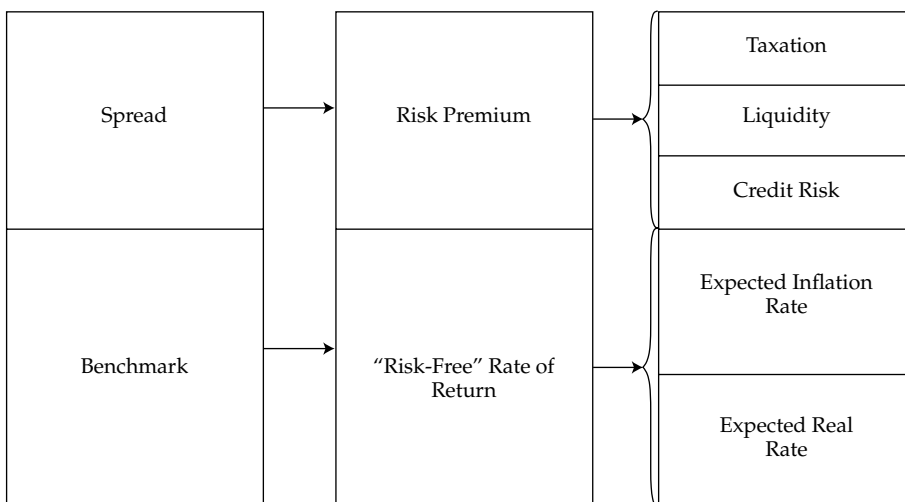 Spread
Risk Premium
Taxation
Liquidity
Credit Risk
Benchmark
“Risk-Free” Rate of
Return
Expected Inflation
Rate
Expected Real
Rate